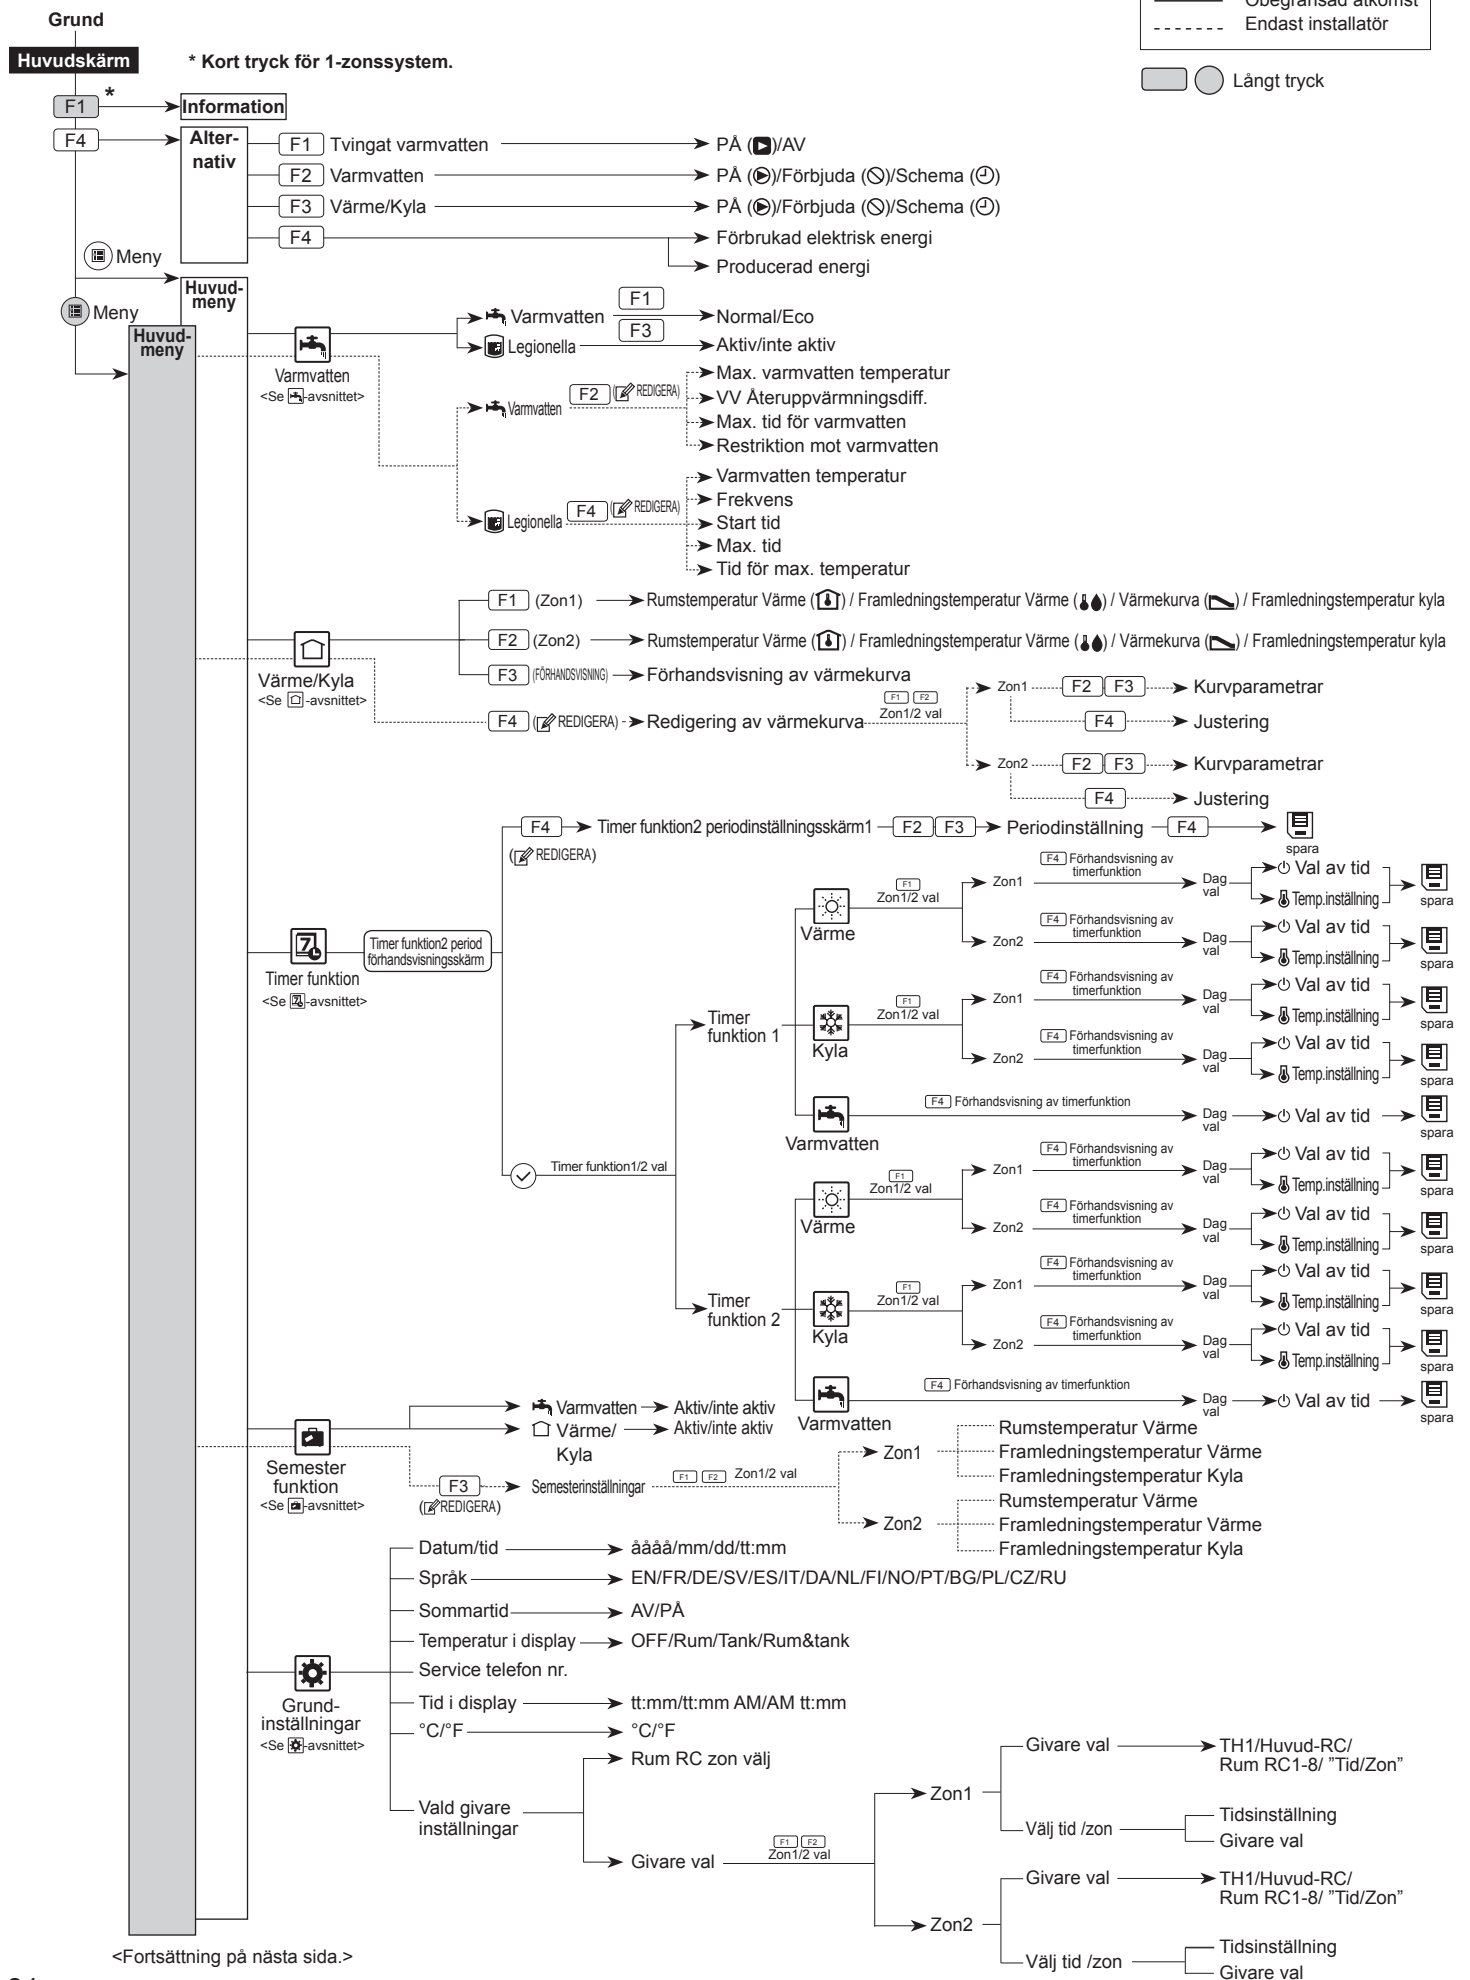 Obegränsad åtkomst
Endast installatör
Långt tryck
Grund
Huvudskärm
* Kort tryck för 1-zonssystem.
F1 *
Information
F4
Alter-
nativ
F1 Tvingat varmvatten PÅ ( )/AV
F2 Varmvatten PÅ ( )/Förbjuda ( )/Schema ( )
F3 Värme/Kyla PÅ ( )/Förbjuda ( )/Schema ( )
F4 Förbrukad elektrisk energi
Producerad energi
Meny
Huvud-
meny
Meny
Huvud-
meny
Varmvatten
<Se -avsnittet>
Varmvatten F1 Normal/Eco
Legionella F3 Aktiv/inte aktiv
Varmvatten F2 ( REDIGERA)
Max. varmvatten temperatur
VV Återuppvärmningsdiff.
Max. tid för varmvatten
Restriktion mot varmvatten
Legionella F4 ( REDIGERA)
Varmvatten temperatur
Frekvens
Start tid
Max. tid
Tid för max. temperatur
Värme/Kyla
<Se -avsnittet>
F1 (Zon1) Rumstemperatur Värme ( ) / Framledningstemperatur Värme ( ) / Värmekurva ( ) / Framledningstemperatur kyla
F2 (Zon2) Rumstemperatur Värme ( ) / Framledningstemperatur Värme ( ) / Värmekurva ( ) / Framledningstemperatur kyla
F3 (FÖRHANDSVISNING) Förhandsvisning av värmekurva
F4 ( REDIGERA) Redigering av värmekurva
F1 F2
Zon1/2 val
Zon1 F2 F3 Kurvparametrar
F4 Justering
Zon2 F2 F3 Kurvparametrar
F4 Justering
Timer funktion
<Se -avsnittet>
Timer funktion2 period
förhandsvisningsskärm
F4 Timer funktion2 periodinställningsskärm1 F2 F3 Periodinställning F4 spara
( REDIGERA)
Timer funktion1/2 val
Timer
funktion 1
Värme
F1
Zon1/2 val
Zon1
F4 Förhandsvisning av
timerfunktion
Dag
val
Val av tid
Temp.inställning
spara
Zon2
F4 Förhandsvisning av
timerfunktion
Dag
val
Val av tid
Temp.inställning
spara
Kyla
F1
Zon1/2 val
Zon1
F4 Förhandsvisning av
timerfunktion
Dag
val
Val av tid
Temp.inställning
spara
Zon2
F4 Förhandsvisning av
timerfunktion
Dag
val
Val av tid
Temp.inställning
spara
Varmvatten
F4 Förhandsvisning av timerfunktion
Dag
val
Val av tid
spara
Timer
funktion 2
Värme
F1
Zon1/2 val
Zon1
F4 Förhandsvisning av
timerfunktion
Dag
val
Val av tid
Temp.inställning
spara
Zon2
F4 Förhandsvisning av
timerfunktion
Dag
val
Val av tid
Temp.inställning
spara
Kyla
F1
Zon1/2 val
Zon1
F4 Förhandsvisning av
timerfunktion
Dag
val
Val av tid
Temp.inställning
spara
Zon2
F4 Förhandsvisning av
timerfunktion
Dag
val
Val av tid
Temp.inställning
spara
Varmvatten
F4 Förhandsvisning av timerfunktion
Dag
val
Val av tid
spara
Semester
funktion
<Se -avsnittet>
Varmvatten Aktiv/inte aktiv
Värme/
Kyla
Aktiv/inte aktiv
F3
( REDIGERA)
Semesterinställningar
F1 F2 Zon1/2 val
Zon1
Rumstemperatur Värme
Framledningstemperatur Värme
Framledningstemperatur Kyla
Zon2
Rumstemperatur Värme
Framledningstemperatur Värme
Framledningstemperatur Kyla
Grund-
inställningar
<Se -avsnittet>
Datum/tid åååå/mm/dd/tt:mm
Språk EN/FR/DE/SV/ES/IT/DA/NL/FI/NO/PT/BG/PL/CZ/RU
Sommartid AV/PÅ
Temperatur i display OFF/Rum/Tank/Rum&tank
Service telefon nr.
Tid i display tt:mm/tt:mm AM/AM tt:mm
°C/°F °C/°F
Vald givare
inställningar
Rum RC zon välj
Givare val
F1 F2
Zon1/2 val
Zon1
Givare val
TH1/Huvud-RC/
Rum RC1-8/ ”Tid/Zon”
Välj tid /zon
Tidsinställning
Givare val
Zon2
Givare val
TH1/Huvud-RC/
Rum RC1-8/ ”Tid/Zon”
Välj tid /zon
Tidsinställning
Givare val
<Fortsättning på nästa sida.>